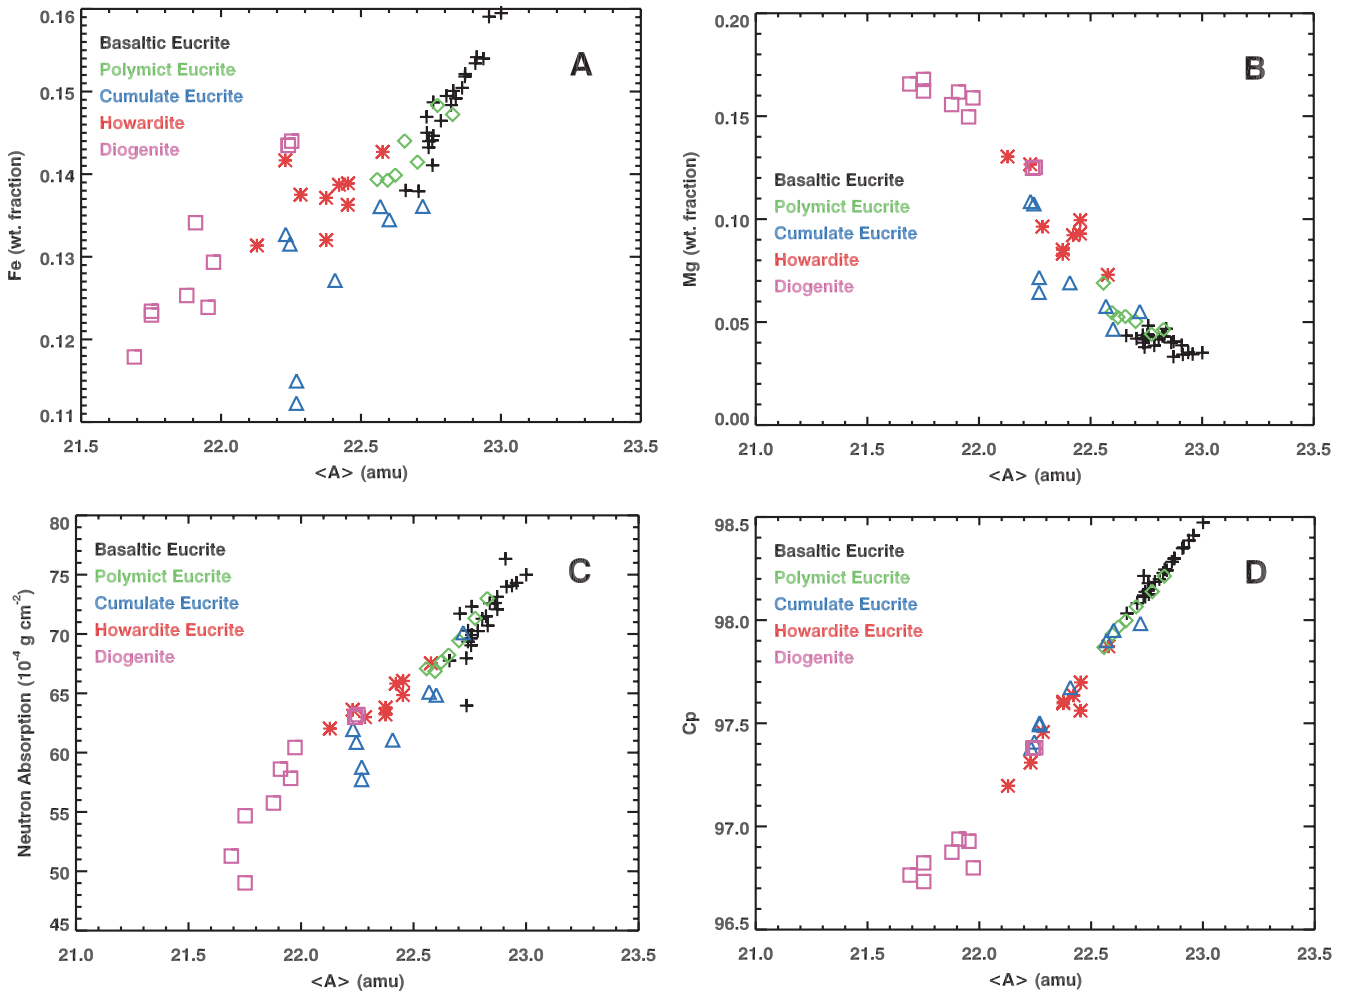 0.16
0.15
0.14
0.13
0.12
0.11
Fe (wt. fraction)
Basaltic Eucrite
Polymict Eucrite
Cumulate Eucrite
Howardite
Diogenite
A
21.5 22.0 22.5 23.0 23.5
<A> (amu)
0.20
0.15
0.10
0.05
0.00
Mg (wt. fraction)
B
Basaltic Eucrite
Polymict Eucrite
Cumulate Eucrite
Howardite
Diogenite
21.0 21.5 22.0 22.5 23.0 23.5
<A> (amu)
80
75
70
65
60
55
50
45
Neutron Absorption (10⁻⁴ g cm⁻²)
Basaltic Eucrite
Polymict Eucrite
Cumulate Eucrite
Howardite Eucrite
Diogenite
C
21.0 21.5 22.0 22.5 23.0 23.5
<A> (amu)
98.5
98.0
97.5
97.0
96.5
Cp
Basaltic Eucrite
Polymict Eucrite
Cumulate Eucrite
Howardite Eucrite
Diogenite
D
21.0 21.5 22.0 22.5 23.0 23.5
<A> (amu)